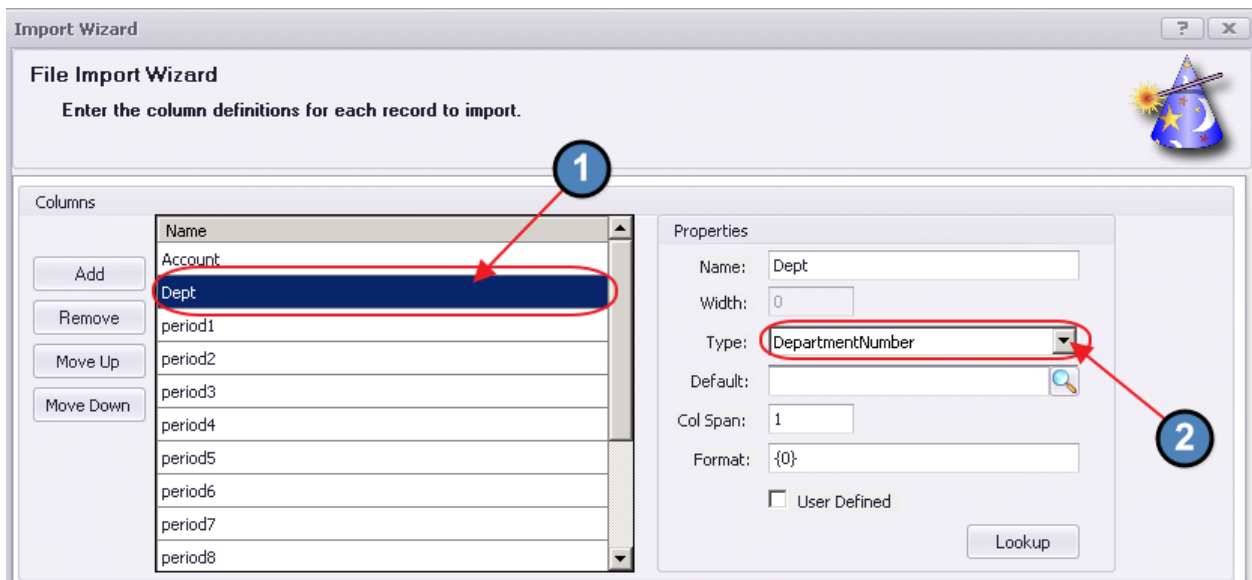 Import Wizard
? x
File Import Wizard
Enter the column definitions for each record to import.
1
Columns
Name
Account
Dept
period1
period2
period3
period4
period5
period6
period7
period8
Add
Remove
Move Up
Move Down
Properties
Name: Dept
Width: 0
Type: DepartmentNumber
Default:
Col Span: 1
Format: {0}
User Defined
Lookup
2